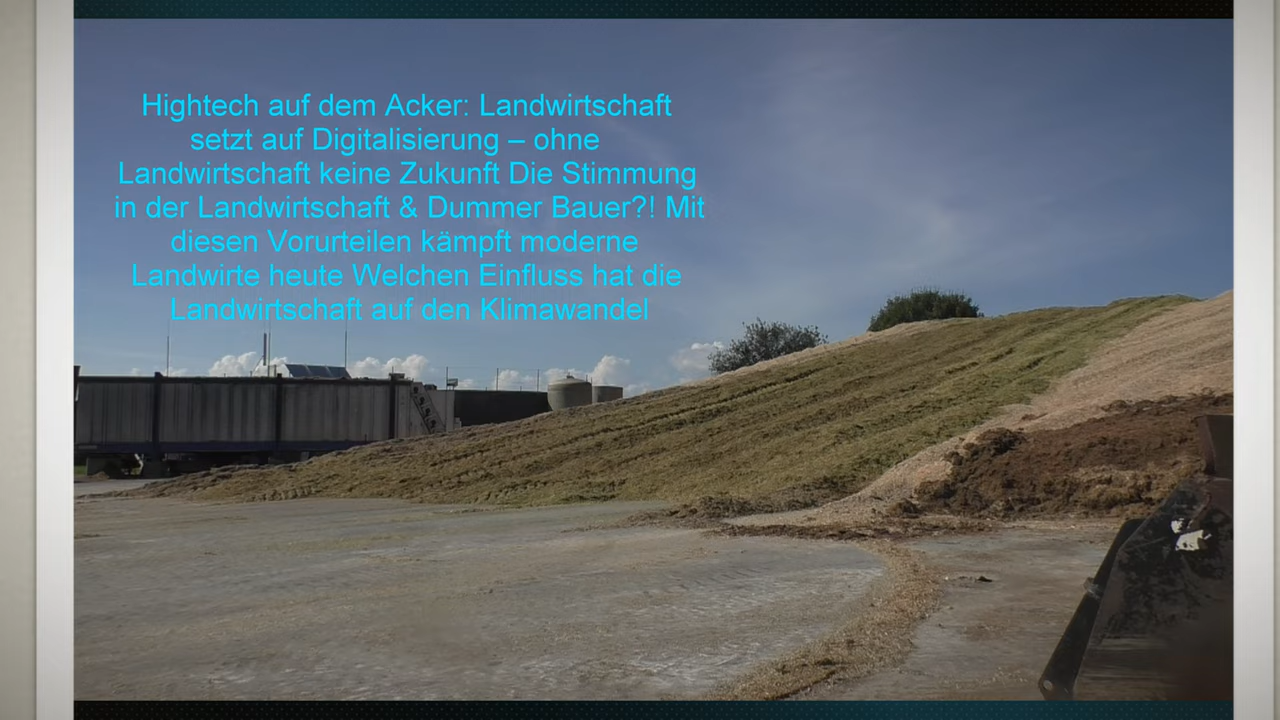 Hightech auf dem Acker: Landwirtschaft
setzt auf Digitalisierung – ohne
Landwirtschaft keine Zukunft Die Stimmung
in der Landwirtschaft & Dummer Bauer?! Mit
diesen Vorurteilen kämpft moderne
Landwirte heute Welchen Einfluss hat die
Landwirtschaft auf den Klimawandel